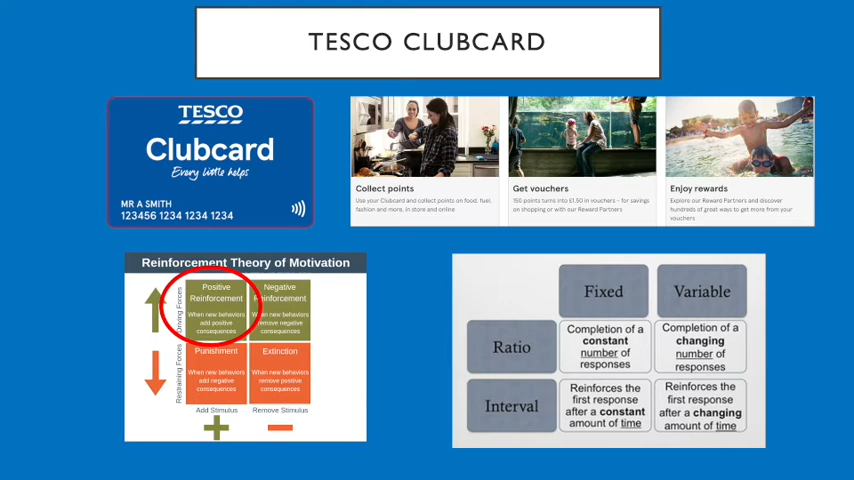 TESCO CLUBCARD
TESCO
Clubcard
Every little helps
MR A SMITH
123456 1234 1234 1234
Collect points
Use your Clubcard and collect points on food, fuel,
fashion and more, in store and online
Get vouchers
150 points turns into £1.50 in vouchers – for savings
on shopping or with our Reward Partners
Enjoy rewards
Explore our Reward Partners and discover
hundreds of great ways to get more from your
vouchers
Reinforcement Theory of Motivation
Driving Forces
Positive
Reinforcement
When new behaviors
add positive
consequences
Negative
Reinforcement
When new behaviors
remove negative
consequences
Restraining Forces
Punishment
When new behaviors
add negative
consequences
Extinction
When new behaviors
remove positive
consequences
Add Stimulus
Remove Stimulus
Fixed
Variable
Ratio
Completion of a
constant
number of
responses
Completion of a
changing
number of
responses
Interval
Reinforces the
first response
after a constant
amount of time
Reinforces the
first response
after a changing
amount of time